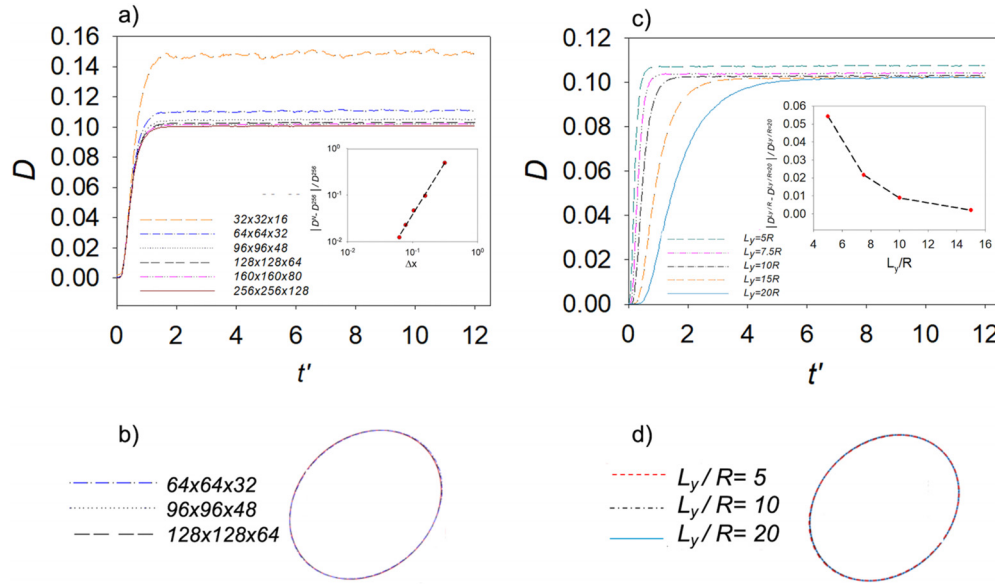 a)
0.16
0.14
0.12
0.10
0.08
0.06
0.04
0.02
0.00
D
32x32x16
64x64x32
96x96x48
128x128x64
160x160x80
256x256x128
10⁰
10⁻¹
10⁻²
10⁻² 10⁻¹ 10⁰
Δx
0 2 4 6 8 10 12
t'
c)
0.12
0.10
0.08
0.06
0.04
0.02
0.00
D
Ly=5R
Ly=7.5R
Ly=10R
Ly=15R
Ly=20R
0.06
0.05
0.04
0.03
0.02
0.01
0.00
4 6 8 10 12 14 16
Ly/R
0 2 4 6 8 10 12
t'
b)
64x64x32
96x96x48
128x128x64
d)
Ly / R= 5
Ly / R= 10
Ly / R= 20